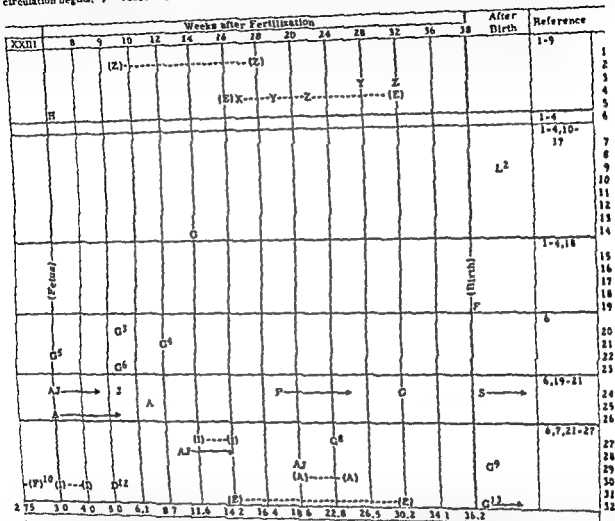 circulation begins,
Weeks after Fertilization
After Birth
Reference
XXIII 8 9 10 12 14 16 18 20 24 28 32 36 38
1-9
1
(Z)--------(Z)
2
Y Z
3
(E)X------Y------Z----------(E)
4
5
H
1-4
6
1-4,10-17
7
8
L2
9
10
11
12
13
G
14
1-4,18
15
(Fetus)
(Birth)
16
17
18
F
19
6
G3
20
G4
21
G5
22
G6
23
6,19-21
AJ J F G S
24
A A
25
26
6,7,21-27
(I)----(I) G8
27
AJ
28
AJ G9
29
(F)10 (I)---(I) D12 (A)------(A)
30
(E)--------------------(E)
31
G13
2 75 3 0 4 0 5.0 6,3 8 7 11,6 14 2 16 4 18,6 22,8 26,5 30,2 34 1 36.2